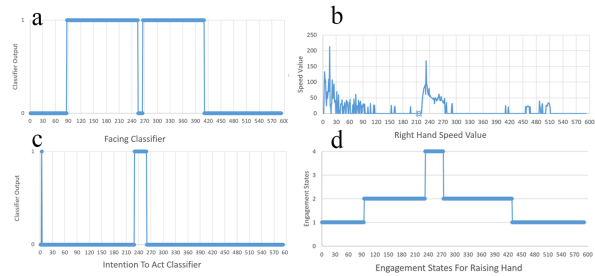 a
Classifier Output
1
0
0 30 60 90 120 150 180 210 240 270 300 330 360 390 420 450 480 510 540 570 600
Facing Classifier
b
Speed Value
250
200
150
100
50
0
0 30 60 90 120 150 180 210 240 270 300 330 360 390 420 450 480 510 540 570 600
Right Hand Speed Value
c
Classifier Output
1
0
0 30 60 90 120 150 180 210 240 270 300 330 360 390 420 450 480 510 540 570 600
Intention To Act Classifier
d
Engagement States
4
3
2
1
0
0 30 60 90 120 150 180 210 240 270 300 330 360 390 420 450 480 510 540 570 600
Engagement States For Raising Hand